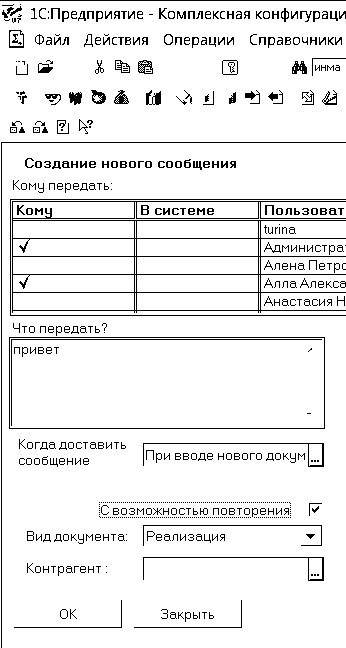 1С:Предприятие - Комплексная конфигураци
Файл Действия Операции Справочники
инма
Создание нового сообщения
Кому передать:
Кому В системе Пользоват
turina
Администрат
Алена Петро
Алла Алекса
Анастасия Н
Что передать?
привет
Когда доставить
сообщение
При вводе нового докум ...
С возможностью повторения
Вид документа: Реализация
Контрагент : ...
ОК Закрыть